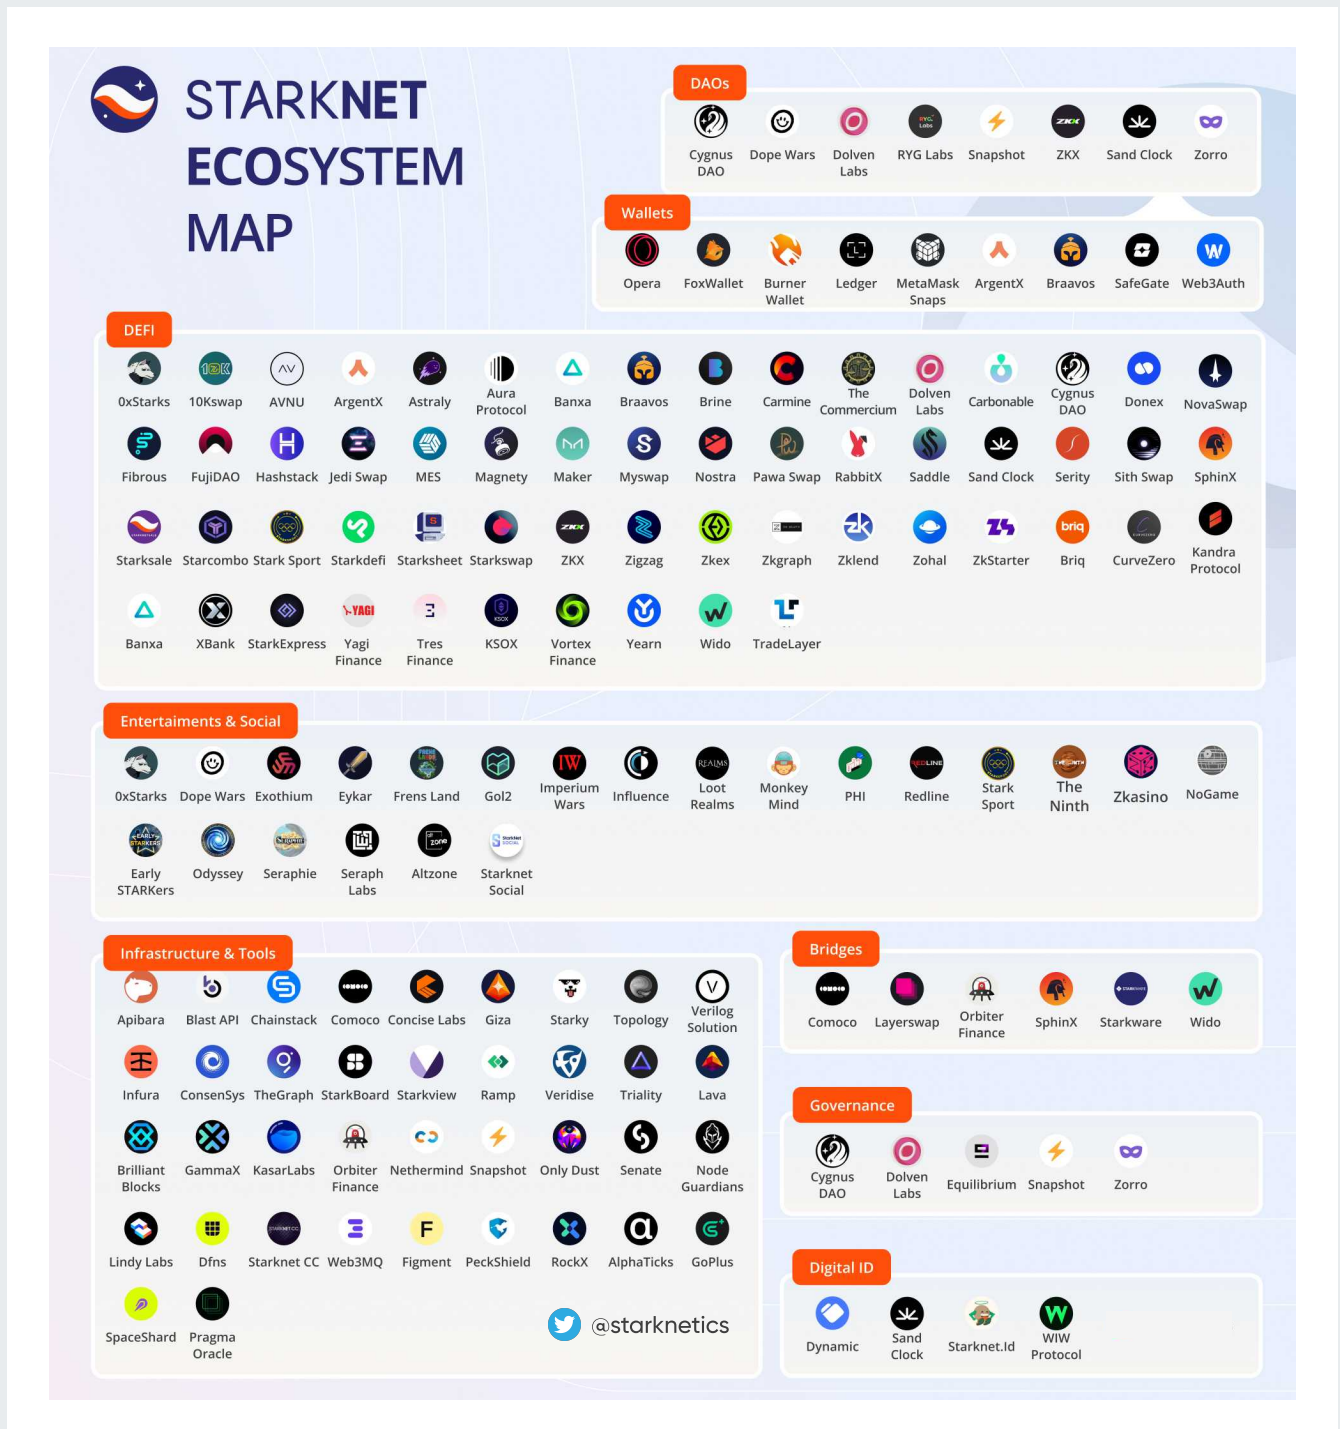 STARKNET
ECOSYSTEM
MAP
DAOs
Cygnus DAO
Dope Wars
Dolven Labs
RYG Labs
Snapshot
ZKX
Sand Clock
Zorro
Wallets
Opera
FoxWallet
Burner Wallet
Ledger
MetaMask Snaps
ArgentX
Braavos
SafeGate
Web3Auth
DEFI
0xStarks
10Kswap
AVNU
ArgentX
Astraly
Aura Protocol
Banxa
Braavos
Brine
Carmine
The Commercium
Dolven Labs
Carbonable
Cygnus DAO
Donex
NovaSwap
Fibrous
FujiDAO
Hashstack
Jedi Swap
MES
Magnety
Maker
Myswap
Nostra
Pawa Swap
RabbitX
Saddle
Sand Clock
Serity
Sith Swap
SphinX
Starksale
Starcombo
Stark Sport
Starkdefi
Starksheet
Starkswap
ZKX
Zigzag
Zkex
Zkgraph
Zklend
Zohal
ZkStarter
Briq
CurveZero
Kandra Protocol
Banxa
XBank
StarkExpress
Yagi Finance
Tres Finance
KSOX
Vortex Finance
Yearn
Wido
TradeLayer
Entertaiments & Social
0xStarks
Dope Wars
Exothium
Eykar
Frens Land
Gol2
Imperium Wars
Influence
Loot Realms
Monkey Mind
PHI
Redline
Stark Sport
The Ninth
Zkasino
NoGame
Early STARKers
Odyssey
Seraphie
Seraph Labs
Altzone
Starknet Social
Infrastructure & Tools
Apibara
Blast API
Chainstack
Comoco
Concise Labs
Giza
Starky
Topology
Verilog Solution
Infura
ConsenSys
TheGraph
StarkBoard
Starkview
Ramp
Veridise
Triality
Lava
Brilliant Blocks
GammaX
KasarLabs
Orbiter Finance
Nethermind
Snapshot
Only Dust
Senate
Node Guardians
Lindy Labs
Dfns
Starknet CC
Web3MQ
Figment
PeckShield
RockX
AlphaTicks
GoPlus
SpaceShard
Pragma Oracle
@starknetics
Bridges
Comoco
Layerswap
Orbiter Finance
SphinX
Starkware
Wido
Governance
Cygnus DAO
Dolven Labs
Equilibrium
Snapshot
Zorro
Digital ID
Dynamic
Sand Clock
Starknet.Id
WIW Protocol